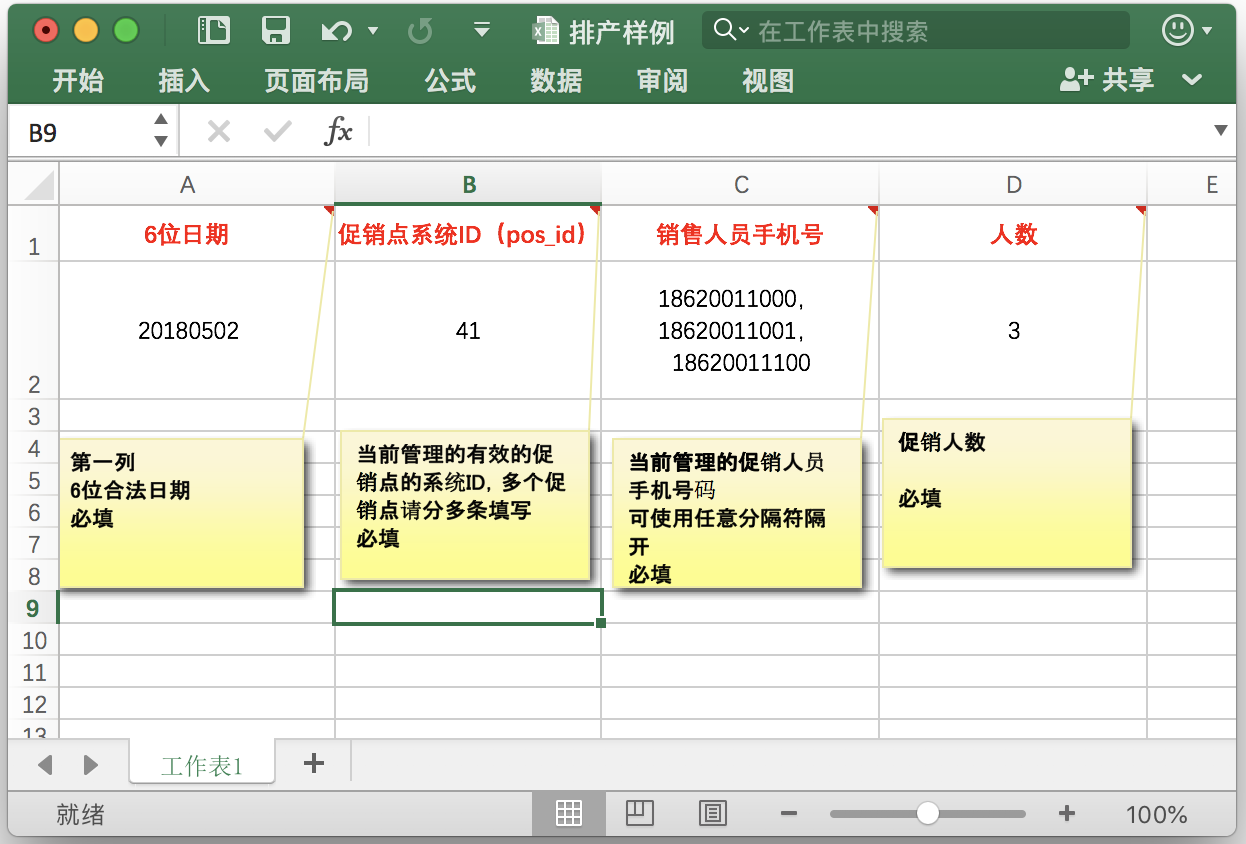 排产样例
在工作表中搜索
开始 插入 页面布局 公式 数据 审阅 视图 共享
B9 fx
A B C D E
1 6位日期 促销点系统ID（pos_id） 销售人员手机号 人数
18620011000，
2 20180502 41 18620011001， 3
18620011100
3
4
5
6
7
8
第一列
6位合法日期
必填
当前管理的有效的促
销点的系统ID, 多个促
销点请分多条填写
必填
当前管理的促销人员
手机号码
可使用任意分隔符隔
开
必填
促销人数
必填
9
10
11
12
13
工作表1 +
就绪 100%